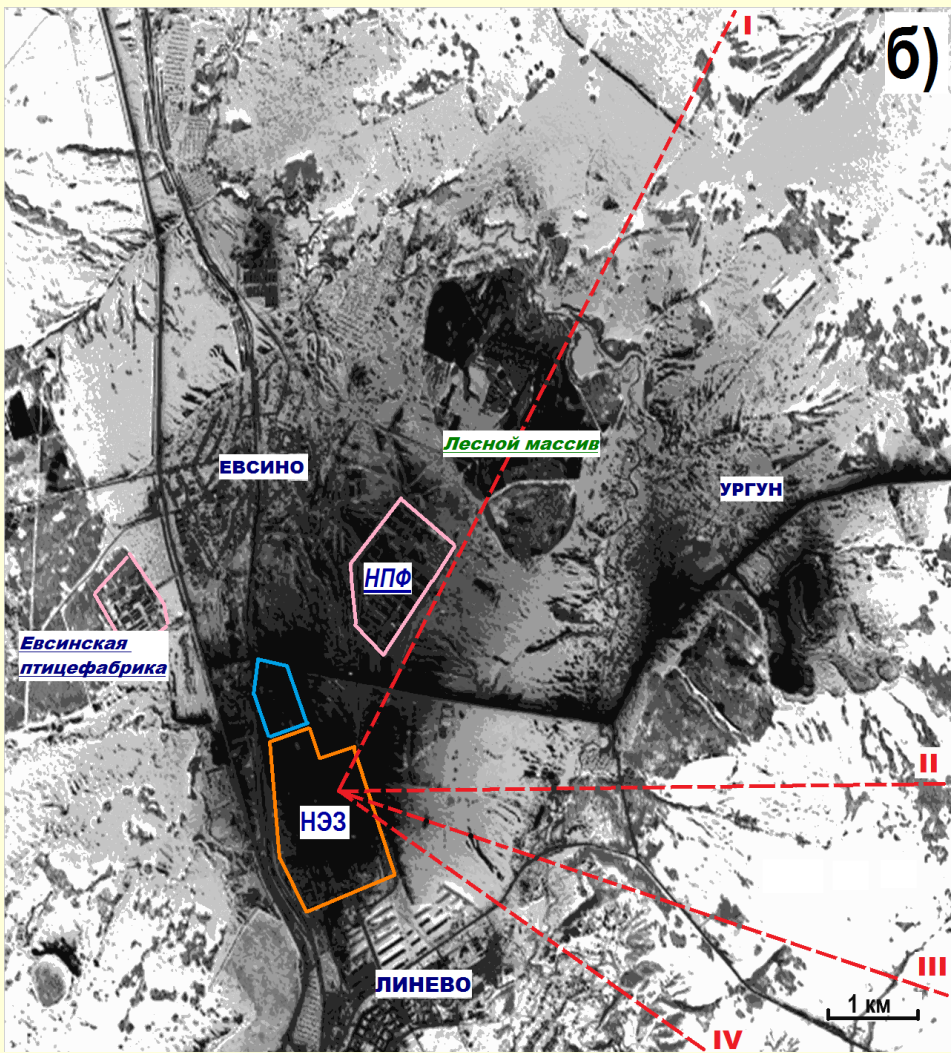 I
б)
Лесной массив
ЕВСИНО
УРГУН
НПФ
Евсинская
птицефабрика
II
НЭЗ
III
ЛИНЕВО
1 км
IV